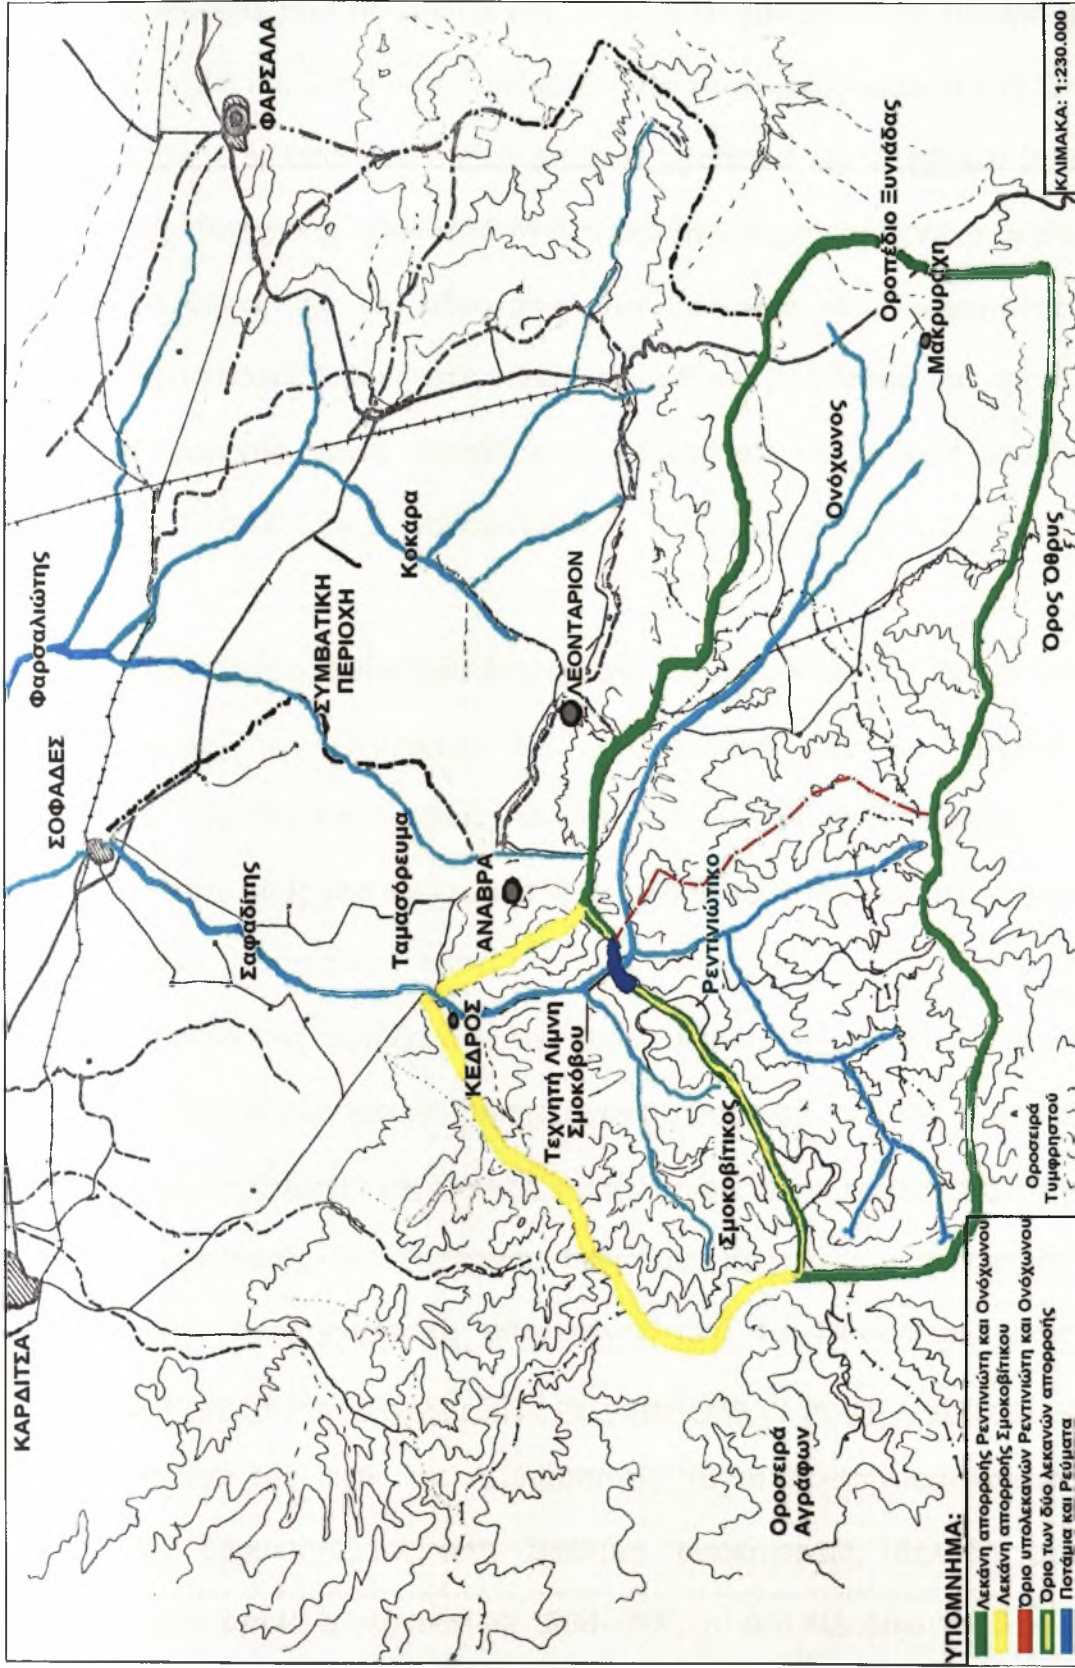 ΚΑΡΔΙΤΣΑ
ΣΟΦΑΔΕΣ
Φαρσαλιώτης
ΦΑΡΣΑΛΑ
Σαφαδίτης
ΣΥΜΒΑΤΙΚΗ
ΠΕΡΙΟΧΗ
Ταμασόρευμα
Κοκάρα
ΚΕΔΡΟΣ
ΑΝΑΒΡΑ
ΛΕΟΝΤΑΡΙΟΝ
Τεχνητή Λίμνη
Σμοκόβου
Σμοκοβίτικος
Ρεντινιώτικο
Ονόχωνος
Οροπέδιο Ξυνιάδας
Μακρυράχη
Οροσειρά
Αγράφων
Οροσειρά
Τυμφρηστού
Όρος Όθρυς
ΚΛΙΜΑΚΑ: 1:230.000
ΥΠΟΜΝΗΜΑ:
Λεκάνη απορροής Ρεντινιώτη και Ονόχωνου
Λεκάνη απορροής Σμοκοβίτικου
Όριο υπολεκανών Ρεντινιώτη και Ονόχωνου
Όριο των δύο λεκανών απορροής
Ποτάμια και Ρεύματα